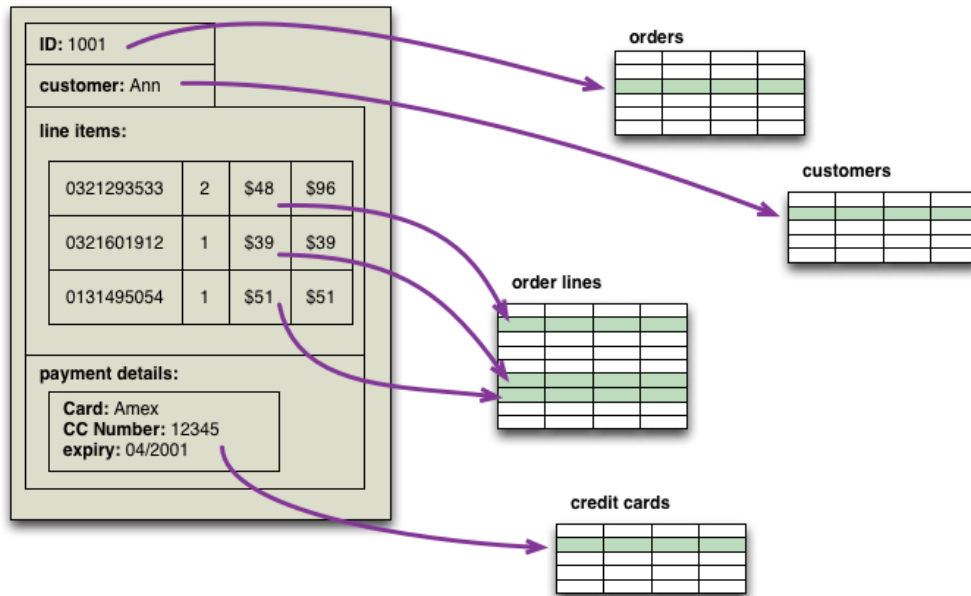 ID: 1001
customer: Ann
line items:
0321293533 2 $48 $96
0321601912 1 $39 $39
0131495054 1 $51 $51
payment details:
Card: Amex
CC Number: 12345
expiry: 04/2001
orders
customers
order lines
credit cards